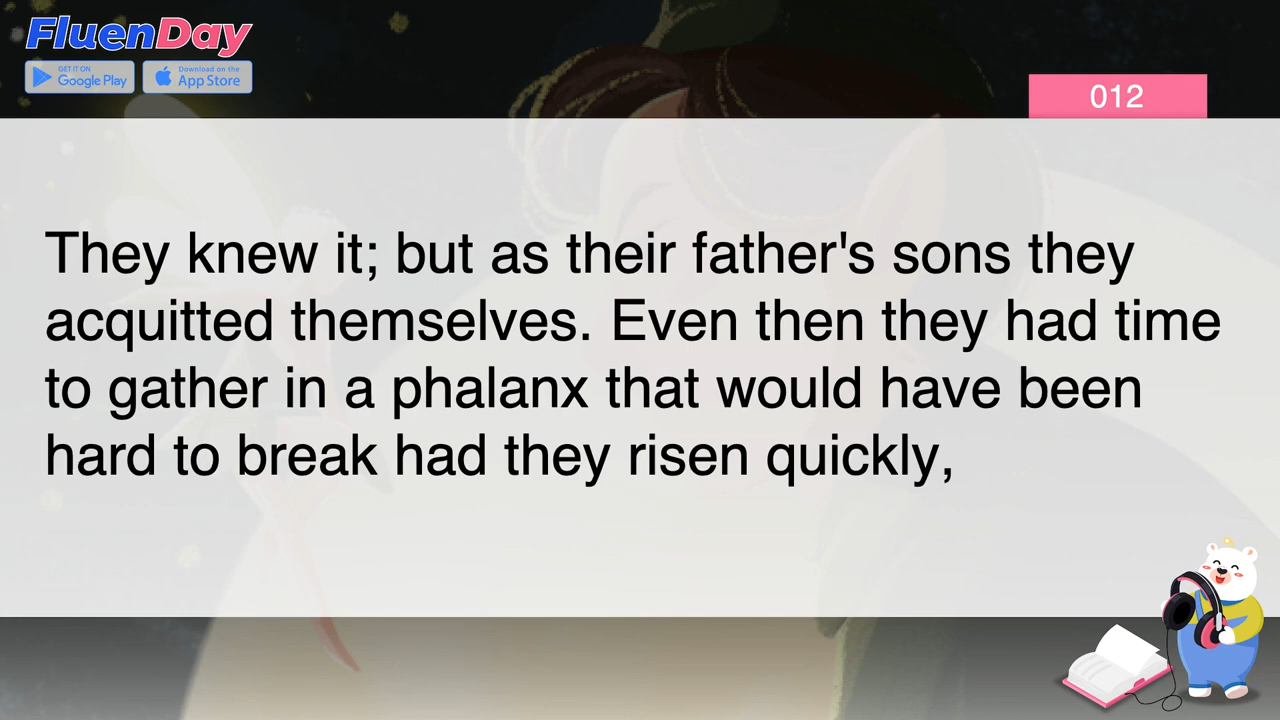 FluenDay
GET IT ON
Google Play
Download on the
App Store
012
They knew it; but as their father's sons they
acquitted themselves. Even then they had time
to gather in a phalanx that would have been
hard to break had they risen quickly,